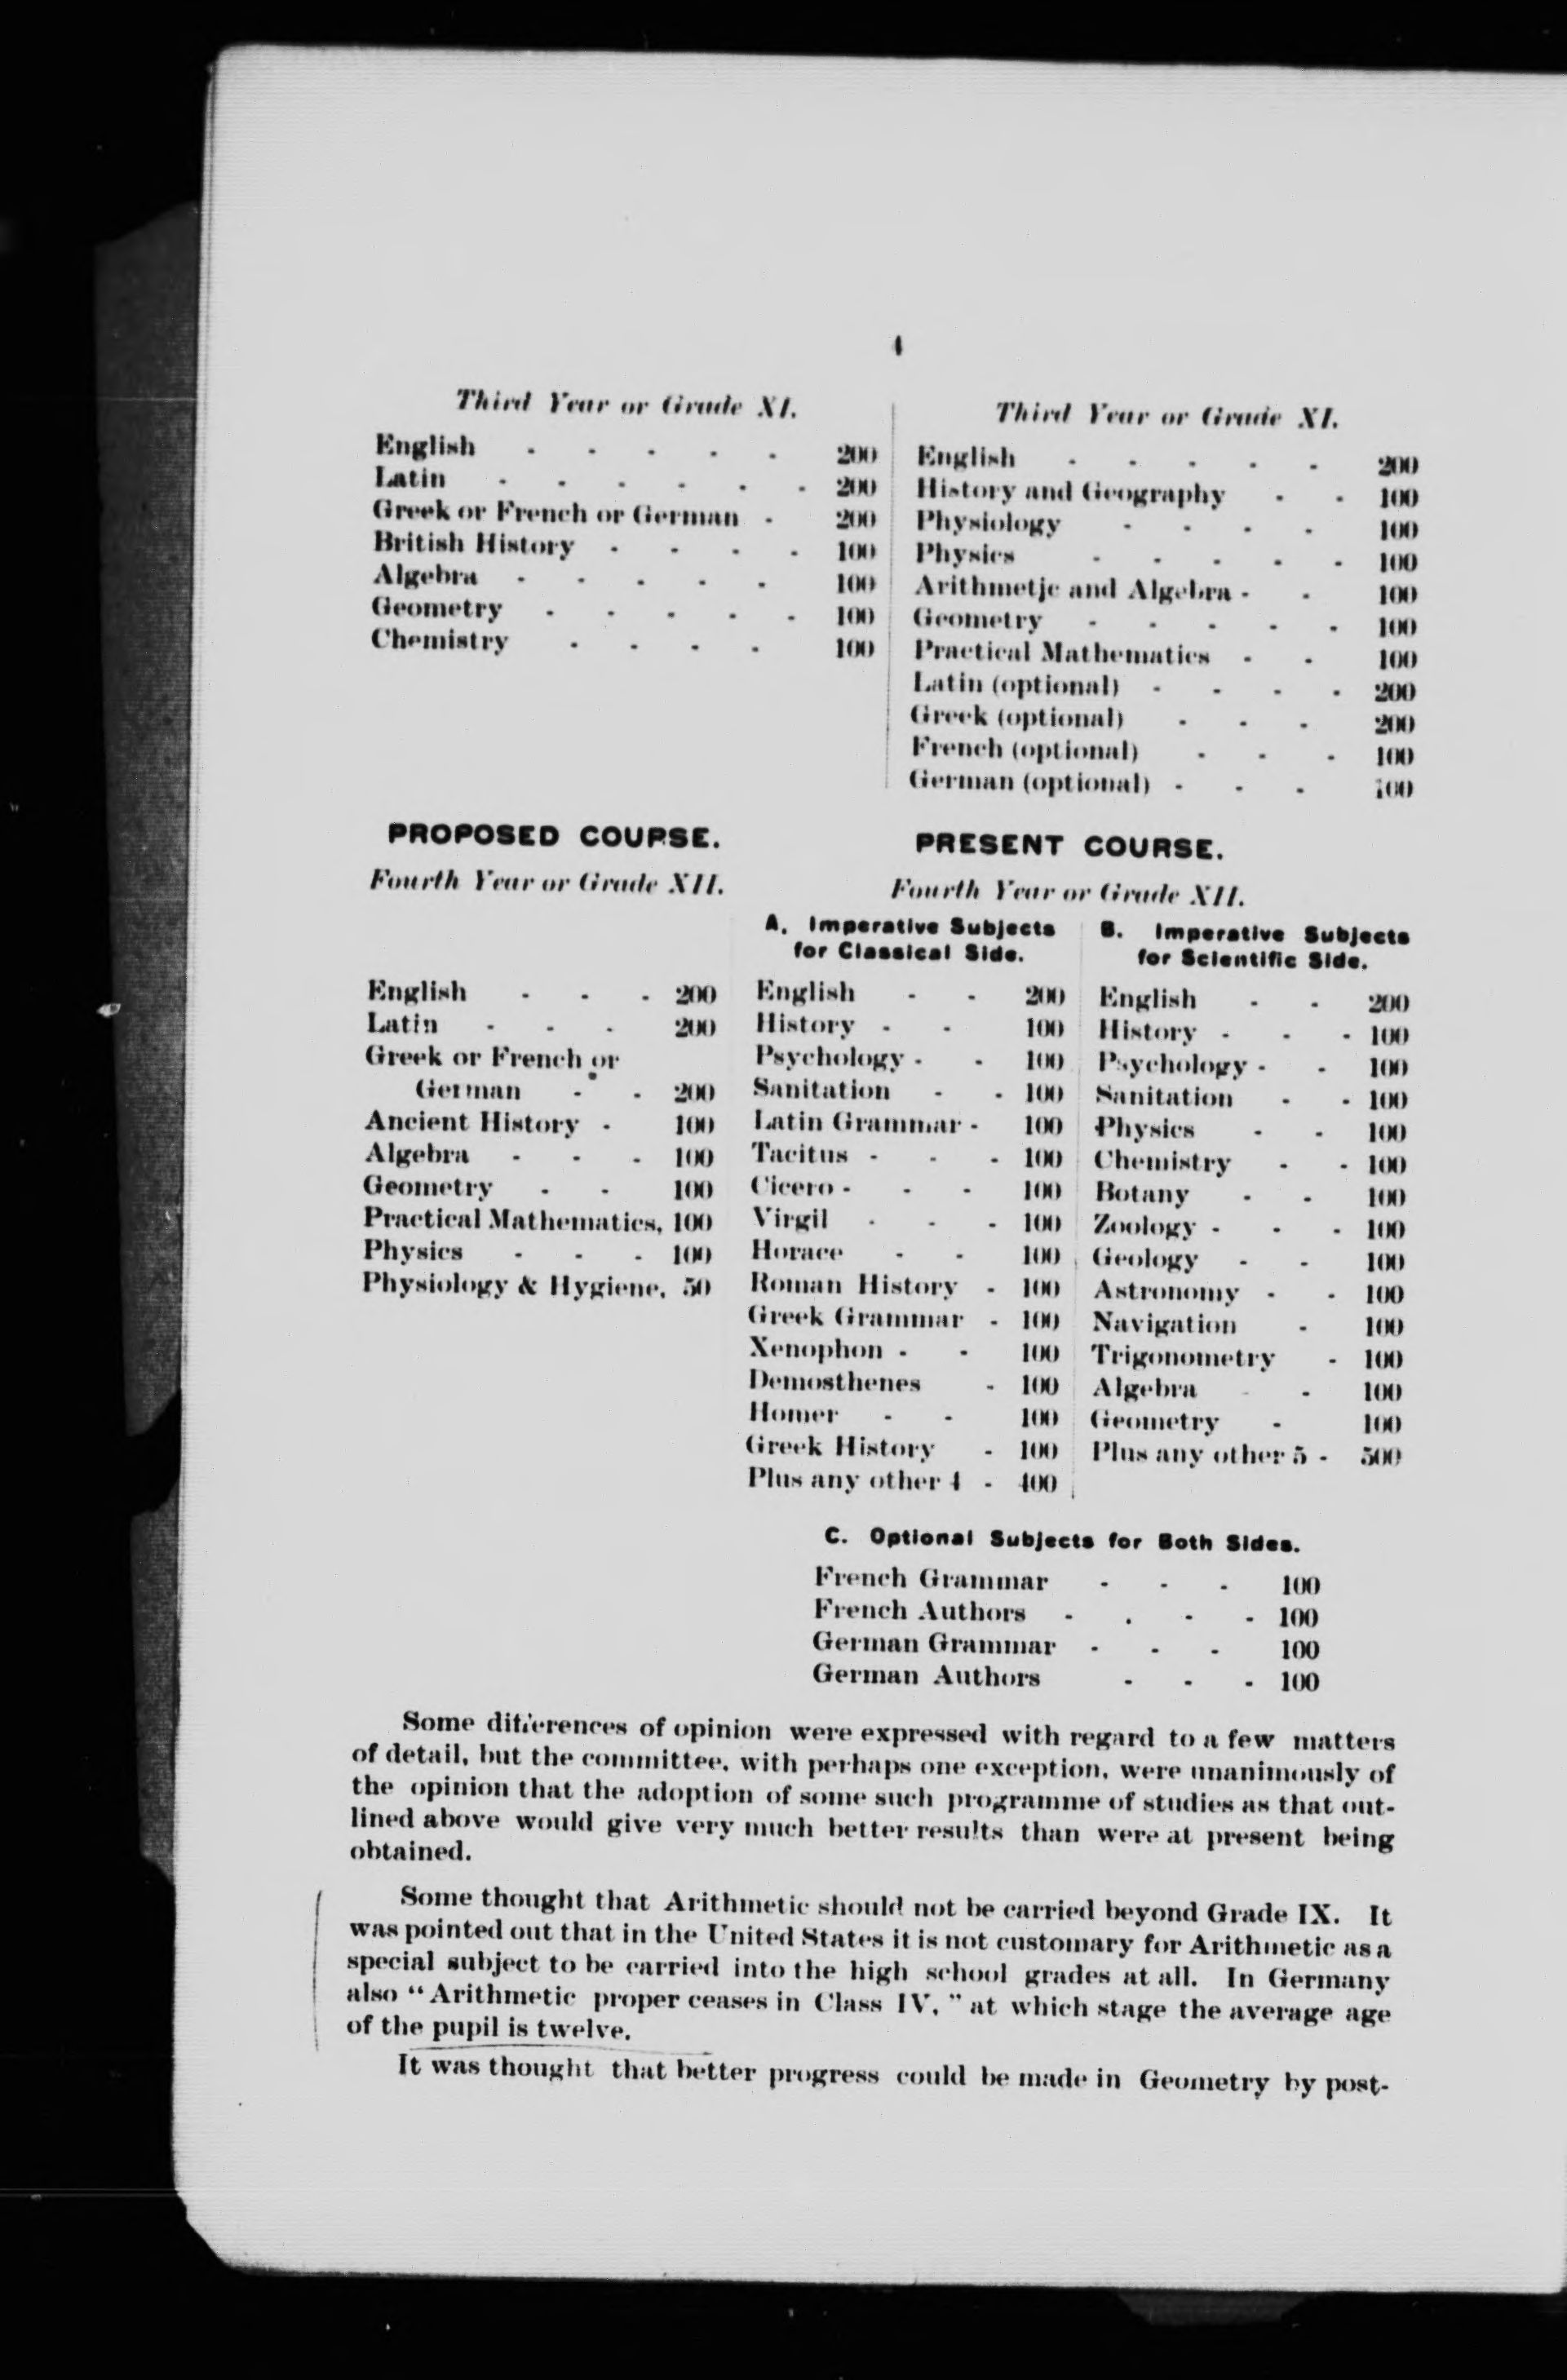 4
Third Year or Grade XI.
English - - - - - 200
Latin - - - - - - 200
Greek or French or German - 200
British History - - - - 100
Algebra - - - - - 100
Geometry - - - - - 100
Chemistry - - - - 100
Third Year or Grade XI.
English - - - - - 200
History and Geography - - 100
Physiology - - - - 100
Physics - - - - - 100
Arithmetic and Algebra - - 100
Geometry - - - - - 100
Practical Mathematics - - 100
Latin (optional) - - - - 200
Greek (optional) - - - 200
French (optional) - - - 100
German (optional) - - - 100
PROPOSED COURSE.
Fourth Year or Grade XII.
English - - - 200
Latin - - - 200
Greek or French or
German - - 200
Ancient History - 100
Algebra - - - 100
Geometry - - 100
Practical Mathematics, 100
Physics - - - 100
Physiology & Hygiene, 50
PRESENT COURSE.
Fourth Year or Grade XII.
A. Imperative Subjects
for Classical Side.
English - - 200
History - - 100
Psychology - - 100
Sanitation - - 100
Latin Grammar - 100
Tacitus - - - 100
Cicero - - - 100
Virgil - - - 100
Horace - - 100
Roman History - 100
Greek Grammar - 100
Xenophon - - 100
Demosthenes - 100
Homer - - 100
Greek History - 100
Plus any other 4 - 400
B. Imperative Subjects
for Scientific Side.
English - - 200
History - - - 100
Psychology - - 100
Sanitation - - 100
Physics - - 100
Chemistry - - 100
Botany - - 100
Zoology - - - 100
Geology - - 100
Astronomy - - 100
Navigation - 100
Trigonometry - 100
Algebra - - 100
Geometry - 100
Plus any other 5 - 500
C. Optional Subjects for Both Sides.
French Grammar - - - 100
French Authors - - - - 100
German Grammar - - - 100
German Authors - - - 100
Some differences of opinion were expressed with regard to a few matters
of detail, but the committee, with perhaps one exception, were unanimously of
the opinion that the adoption of some such programme of studies as that out-
lined above would give very much better results than were at present being
obtained.
Some thought that Arithmetic should not be carried beyond Grade IX. It
was pointed out that in the United States it is not customary for Arithmetic as a
special subject to be carried into the high school grades at all. In Germany
also "Arithmetic proper ceases in Class IV," at which stage the average age
of the pupil is twelve.
It was thought that better progress could be made in Geometry by post-